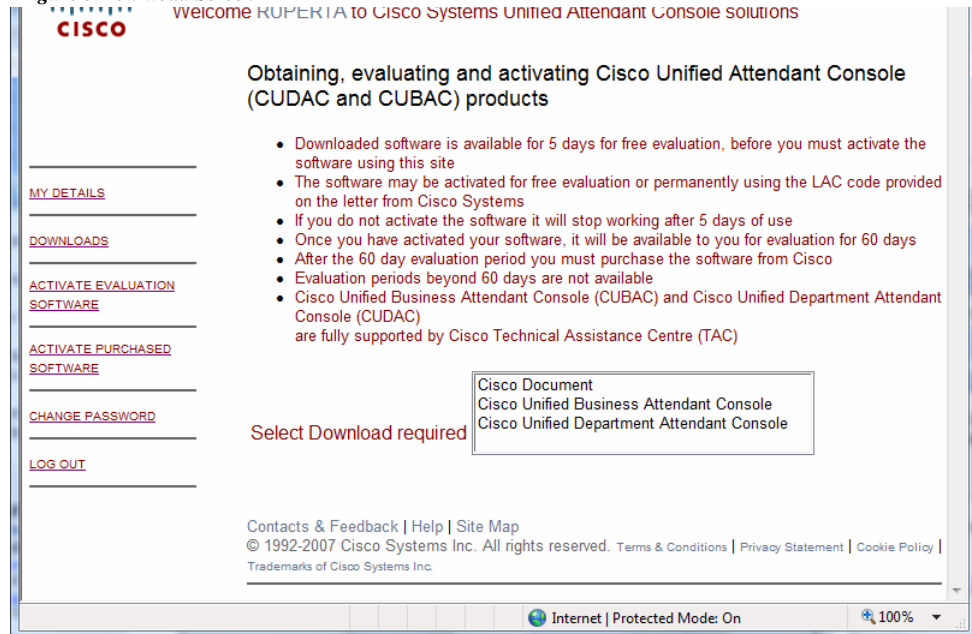 CISCO
Welcome RUPERTA to Cisco Systems Unified Attendant Console solutions
Obtaining, evaluating and activating Cisco Unified Attendant Console
(CUDAC and CUBAC) products
• Downloaded software is available for 5 days for free evaluation, before you must activate the
software using this site
• The software may be activated for free evaluation or permanently using the LAC code provided
on the letter from Cisco Systems
• If you do not activate the software it will stop working after 5 days of use
• Once you have activated your software, it will be available to you for evaluation for 60 days
• After the 60 day evaluation period you must purchase the software from Cisco
• Evaluation periods beyond 60 days are not available
• Cisco Unified Business Attendant Console (CUBAC) and Cisco Unified Department Attendant
Console (CUDAC)
are fully supported by Cisco Technical Assistance Centre (TAC)
MY DETAILS
DOWNLOADS
ACTIVATE EVALUATION
SOFTWARE
ACTIVATE PURCHASED
SOFTWARE
CHANGE PASSWORD
LOG OUT
Select Download required
Cisco Document
Cisco Unified Business Attendant Console
Cisco Unified Department Attendant Console
Contacts & Feedback | Help | Site Map
© 1992-2007 Cisco Systems Inc. All rights reserved. Terms & Conditions | Privacy Statement | Cookie Policy |
Trademarks of Cisco Systems Inc.
Internet | Protected Mode: On
100%